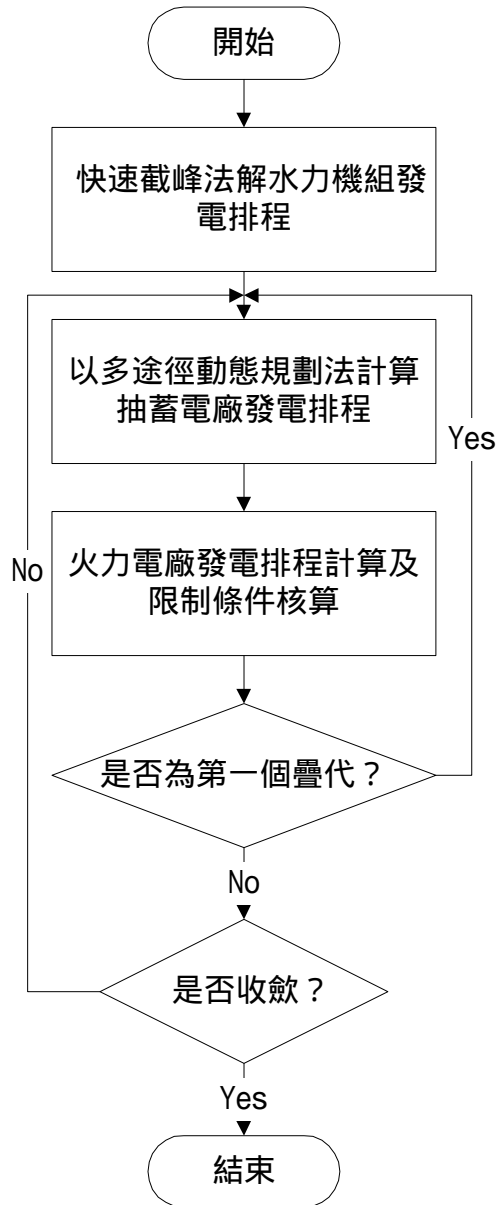 開始
快速截峰法解水力機組發
電排程
以多途徑動態規劃法計算
抽蓄電廠發電排程
Yes
No
火力電廠發電排程計算及
限制條件核算
是否為第一個疊代？
No
是否收歛？
Yes
結束